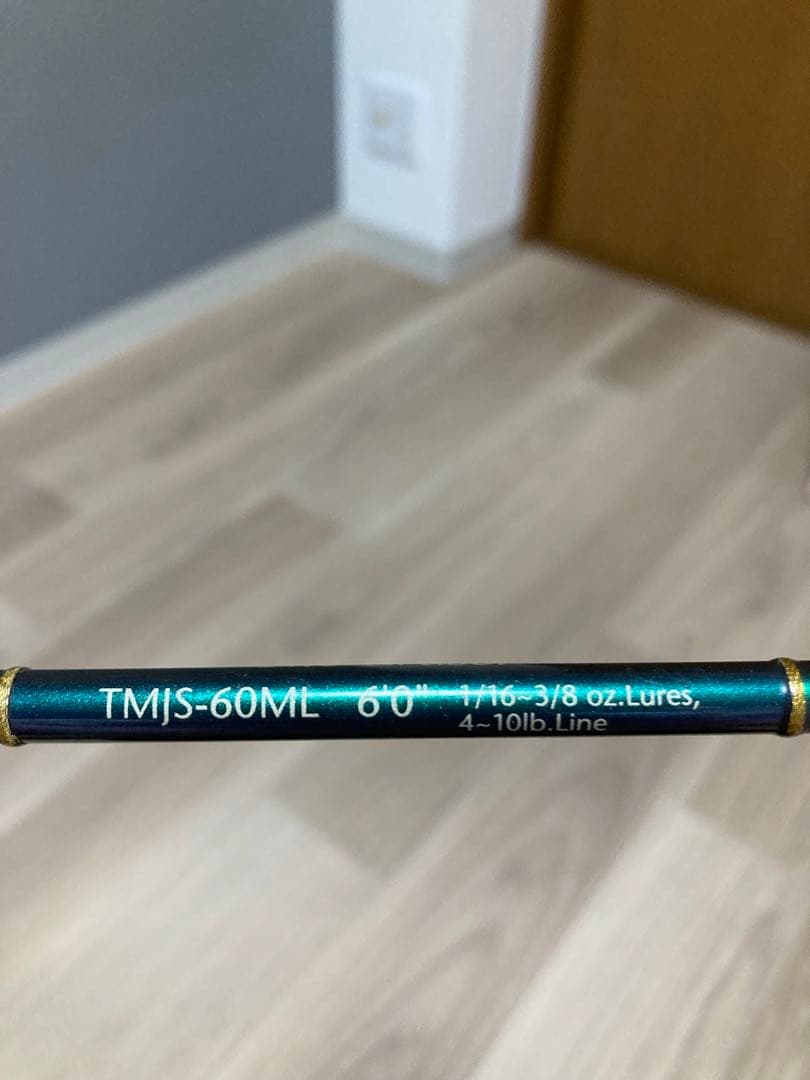 TMJS-60ML 6'0" 1/16~3/8 oz.Lures,
4~10lb.Line